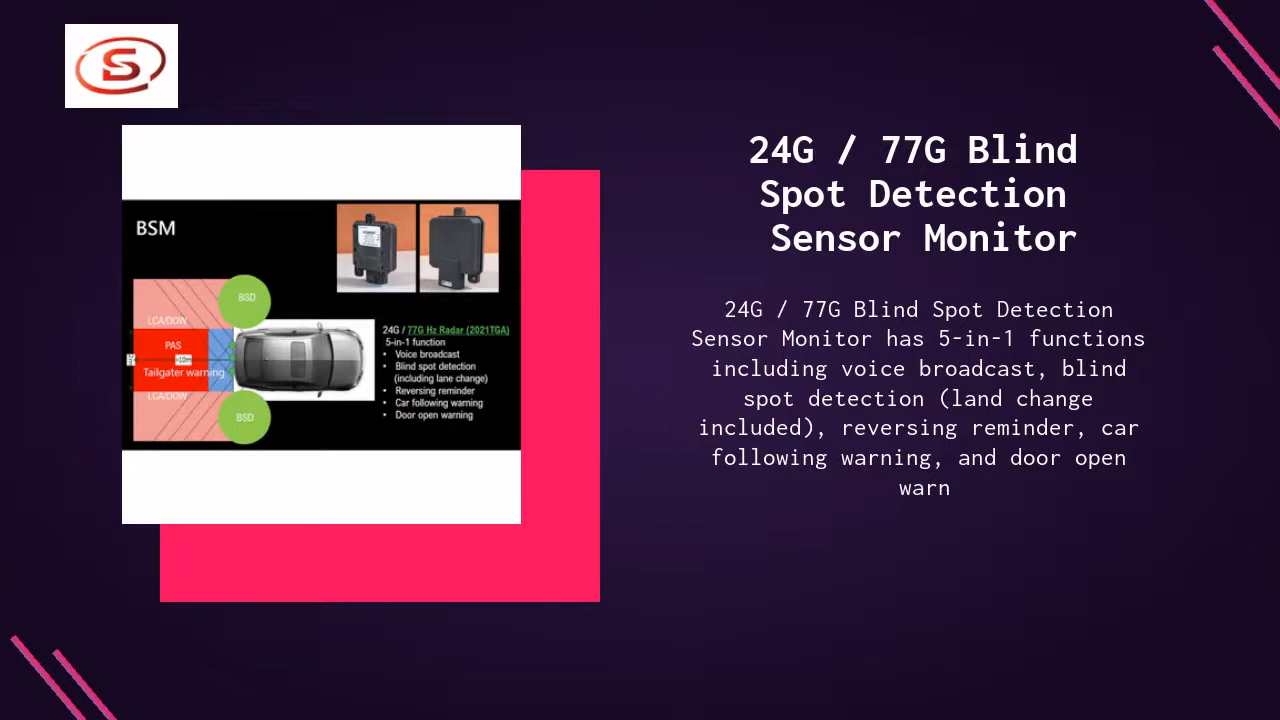 S
24G / 77G Blind
Spot Detection
Sensor Monitor
24G / 77G Blind Spot Detection
Sensor Monitor has 5-in-1 functions
including voice broadcast, blind
spot detection (land change
included), reversing reminder, car
following warning, and door open
warn
BSM
BSD
LCA/DOW
PAS
>10m
Tailgater warning
LCA/DOW
BSD
24G / 77G Hz Radar (2021TGA)
5-in-1 function
• Voice broadcast
• Blind spot detection
(including lane change)
• Reversing reminder
• Car following warning
• Door open warning